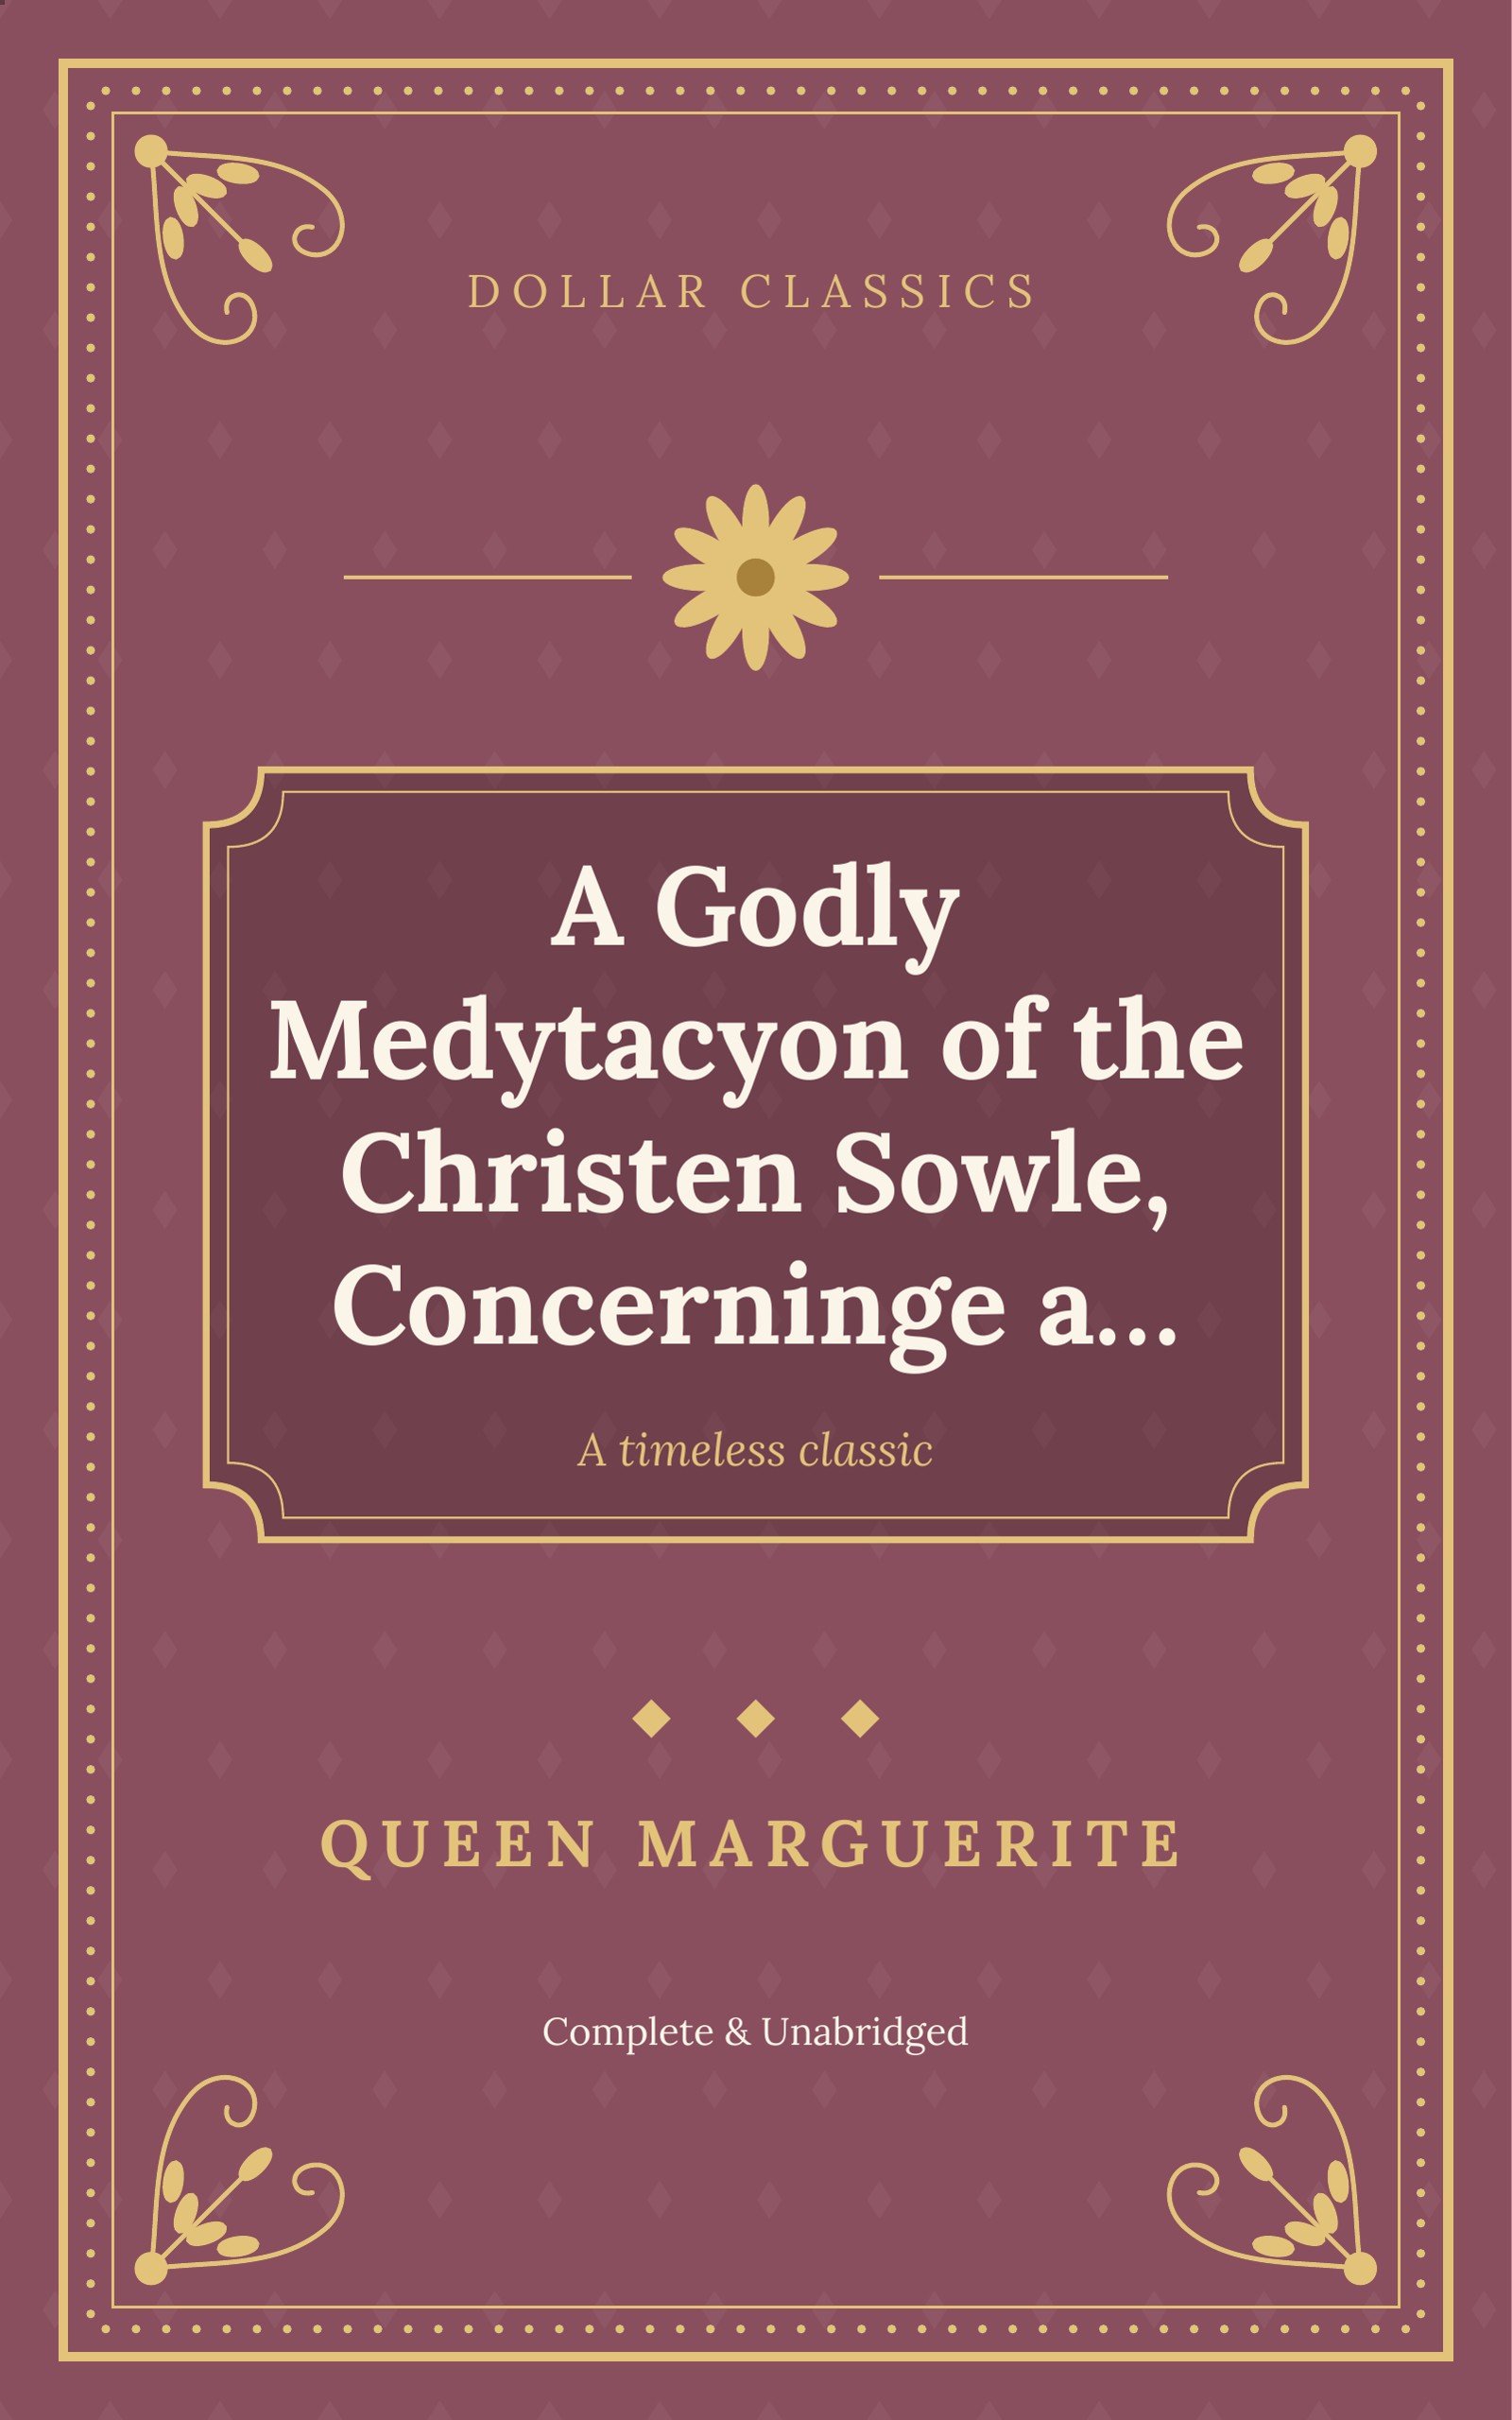 DOLLAR CLASSICS
A Godly
Medytacyon of the
Christen Sowle,
Concerninge a...
A timeless classic
QUEEN MARGUERITE
Complete & Unabridged